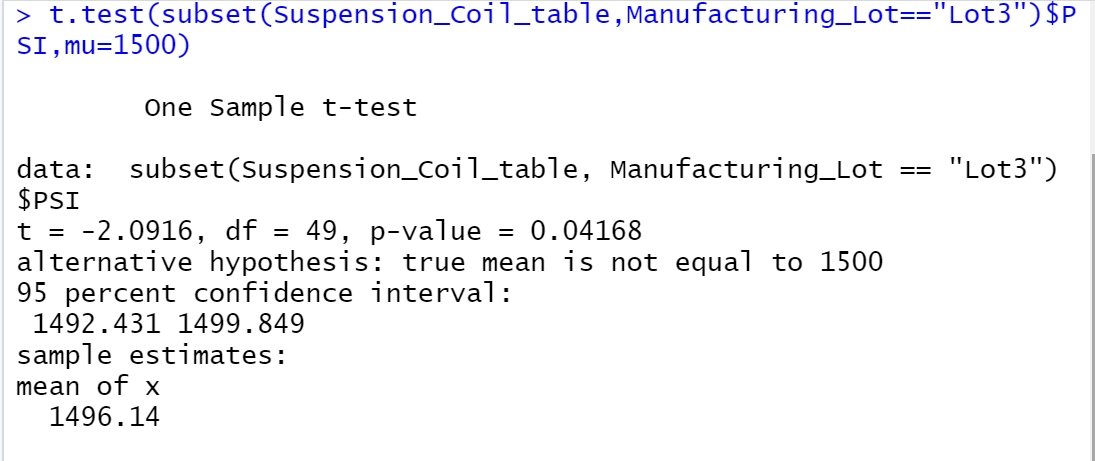 > t.test(subset(Suspension_Coil_table,Manufacturing_Lot=="Lot3")$P
SI,mu=1500)
One Sample t-test
data:  subset(Suspension_Coil_table, Manufacturing_Lot == "Lot3")
$PSI
t = -2.0916, df = 49, p-value = 0.04168
alternative hypothesis: true mean is not equal to 1500
95 percent confidence interval:
1492.431 1499.849
sample estimates:
mean of x
1496.14